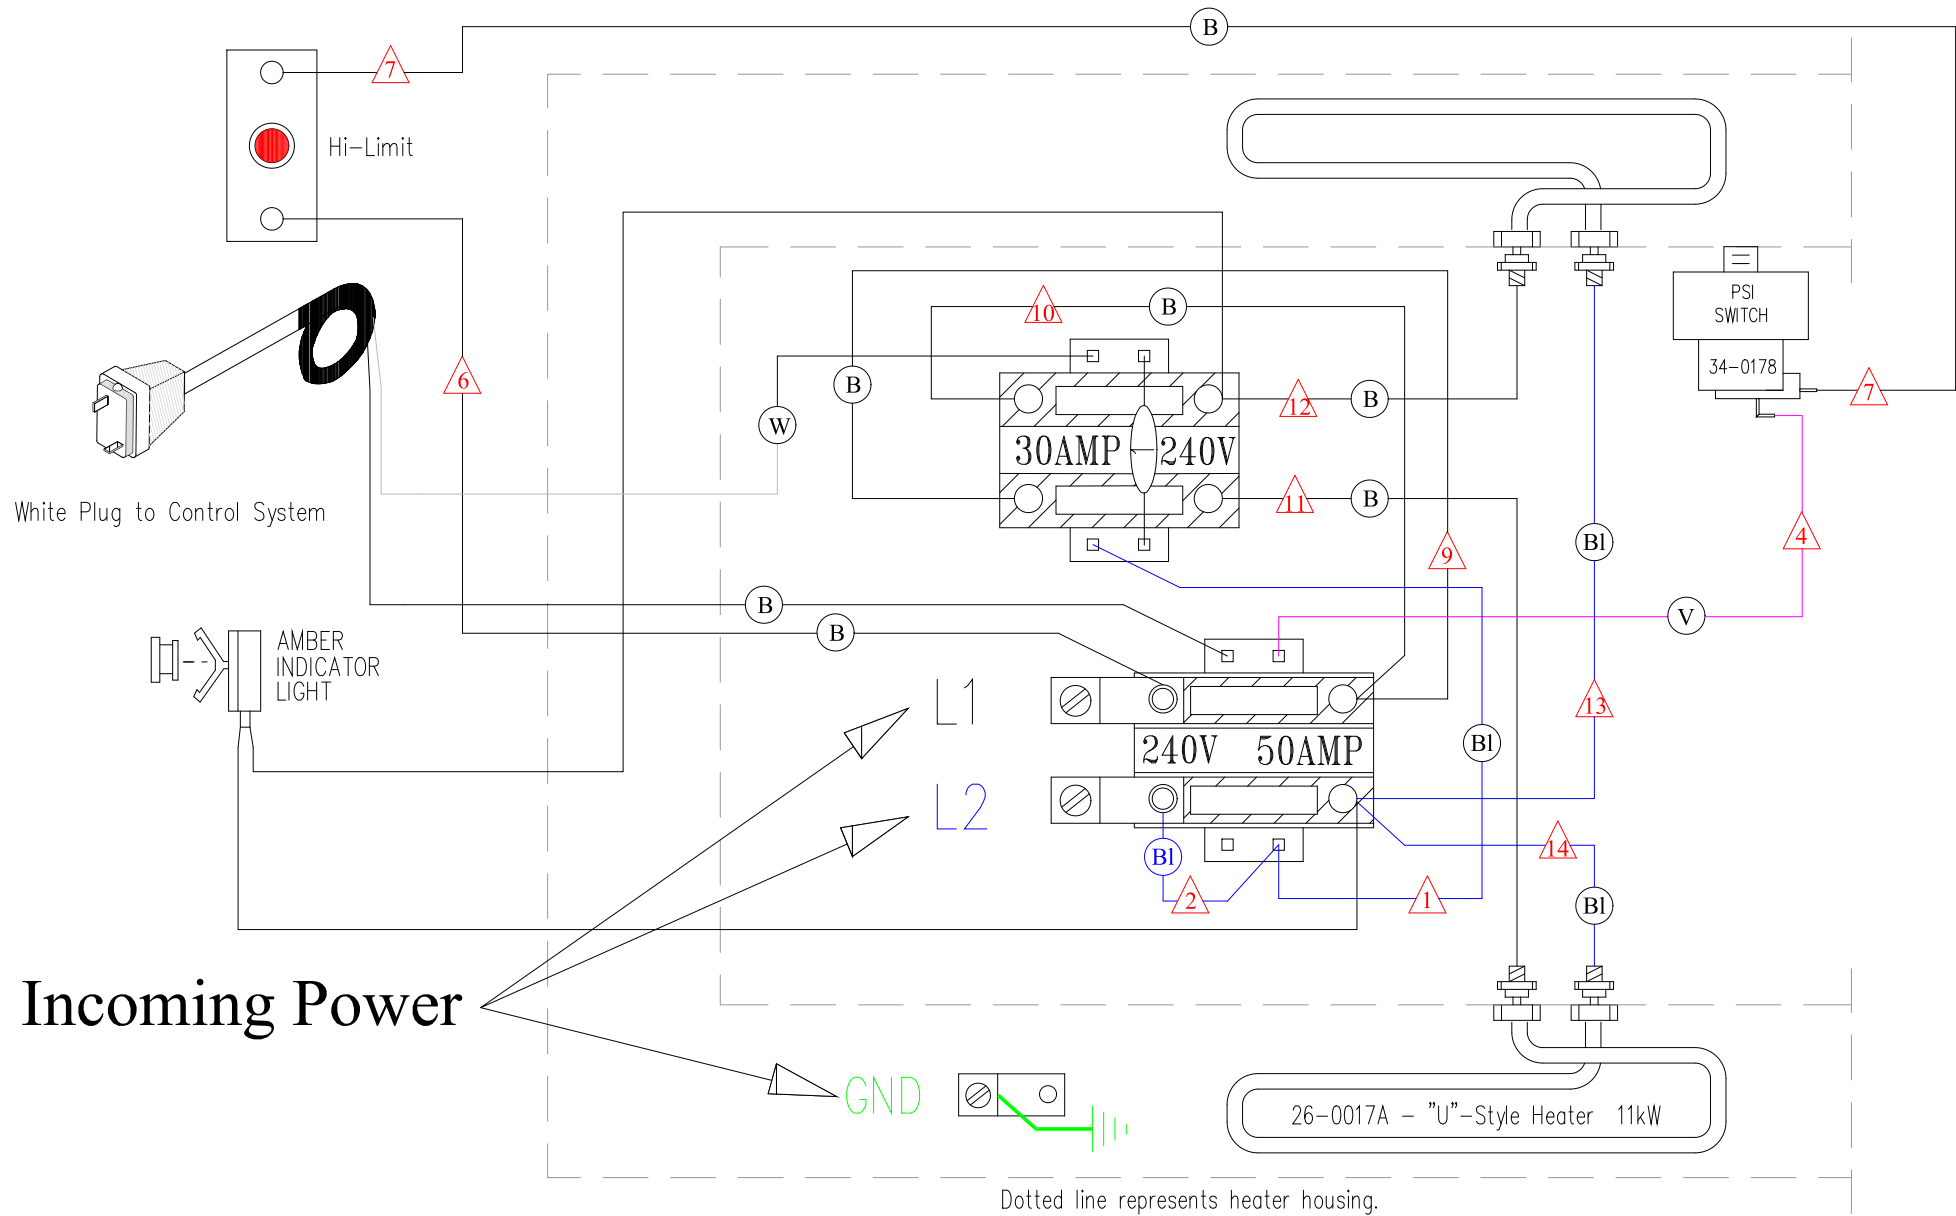 B
7
Hi-Limit
PSI
SWITCH
34-0178
7
10
B
6
B
W
12
B
30AMP 240V
11
B
White Plug to Control System
Bl
4
9
B
B
V
AMBER
INDICATOR
LIGHT
L1
13
240V 50AMP
Bl
L2
Bl
14
2
1
Bl
Incoming Power
GND
26-0017A - "U"-Style Heater 11kW
Dotted line represents heater housing.